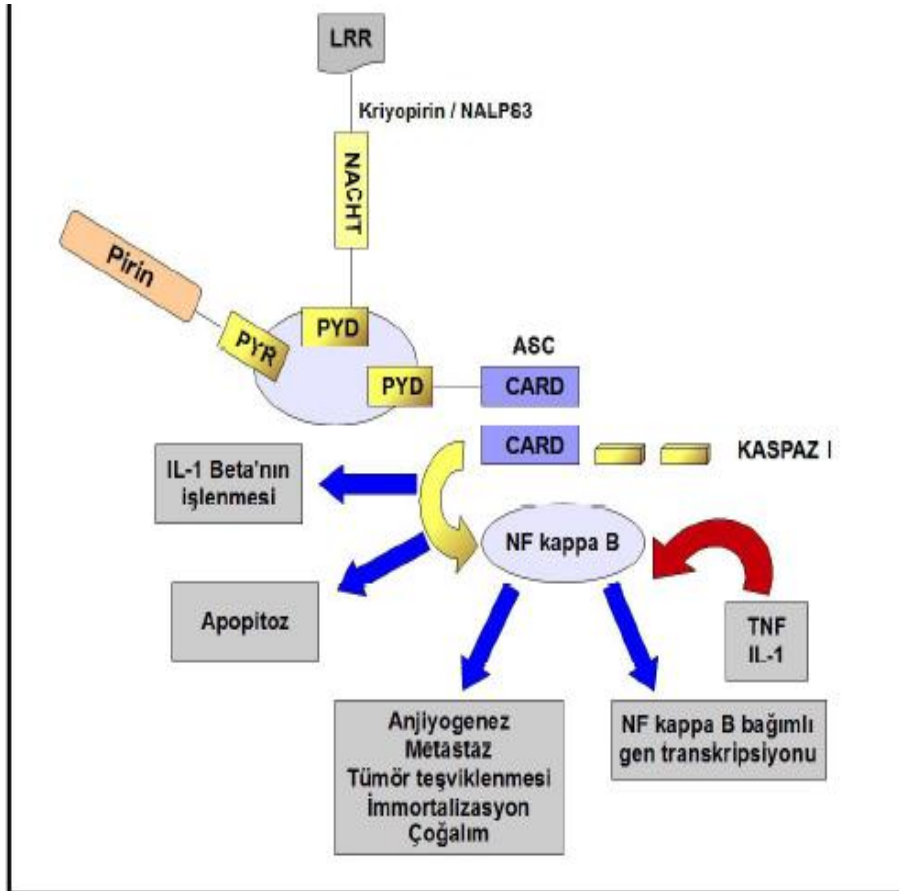 LRR
Kriyopirin / NALP83
NACHT
Pirin
PYR
PYD
PYD
ASC
CARD
CARD
KASPAZ I
IL-1 Beta'nın
işlenmesi
NF kappa B
Apopitoz
TNF
IL-1
Anjiyogenez
Metastaz
Tümör teşviklenmesi
İmmortalizasyon
Çoğalım
NF kappa B bağımlı
gen transkripsiyonu